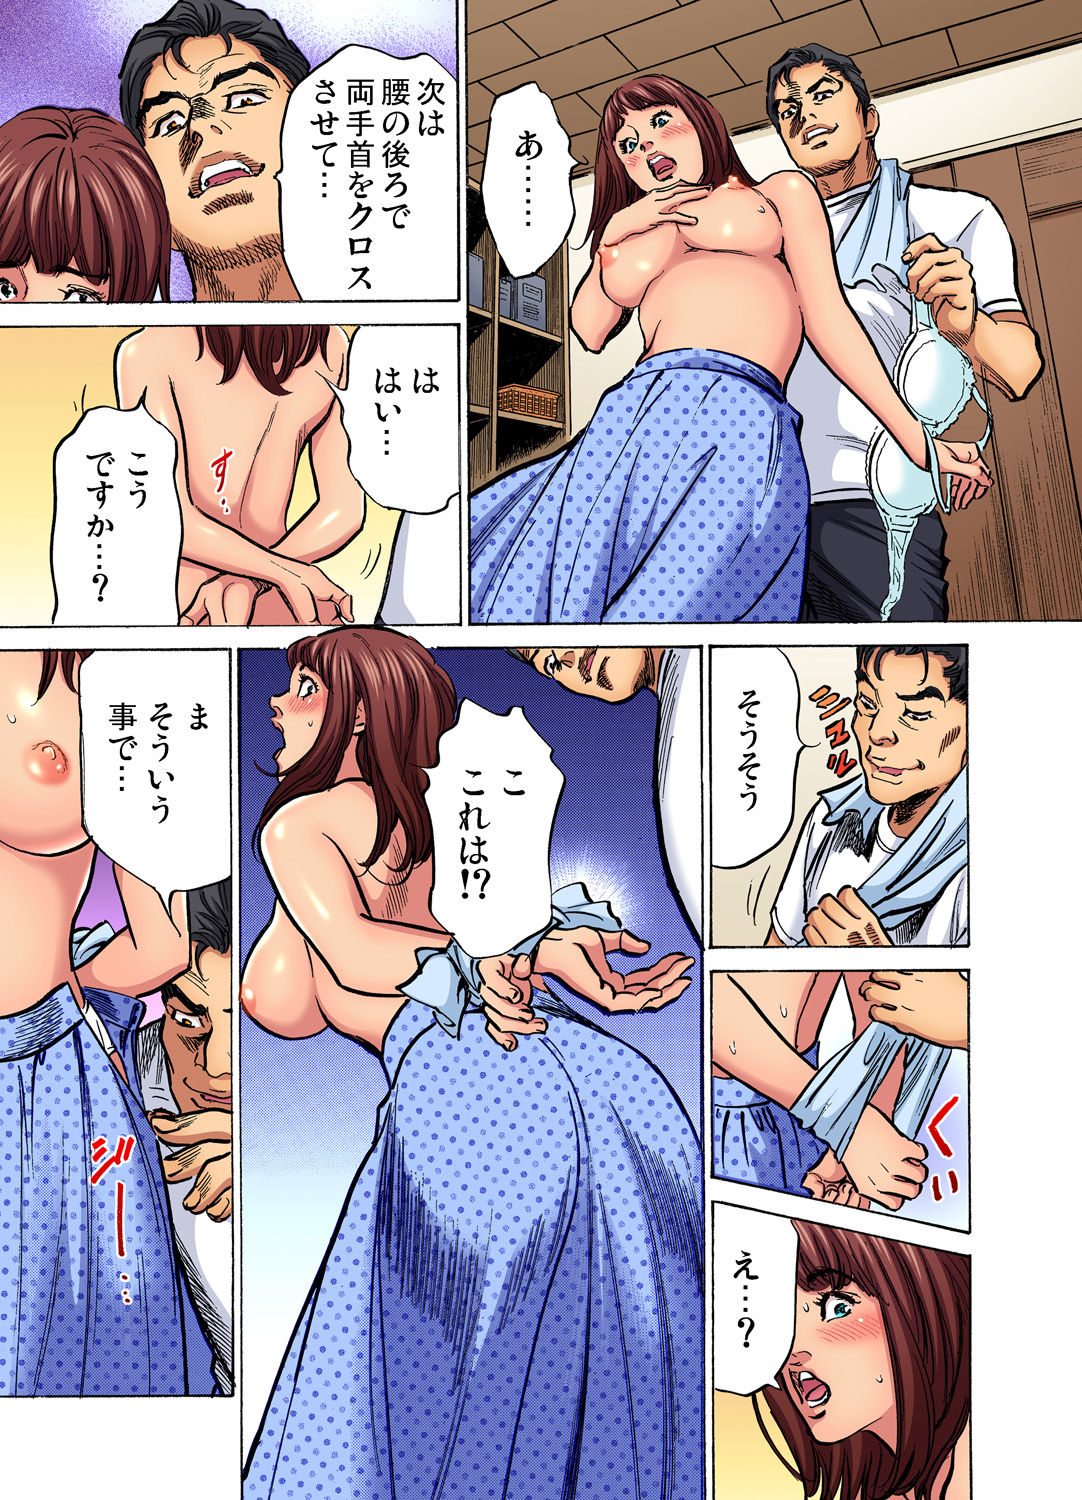 あ……
次は
腰の後ろで
両手首をクロス
させて…
は
はい…
す…
こう
ですか…？
そうそう
シュルッ
くい
え…？
こ
これは!?
ま
そういう
事で…
ジー…